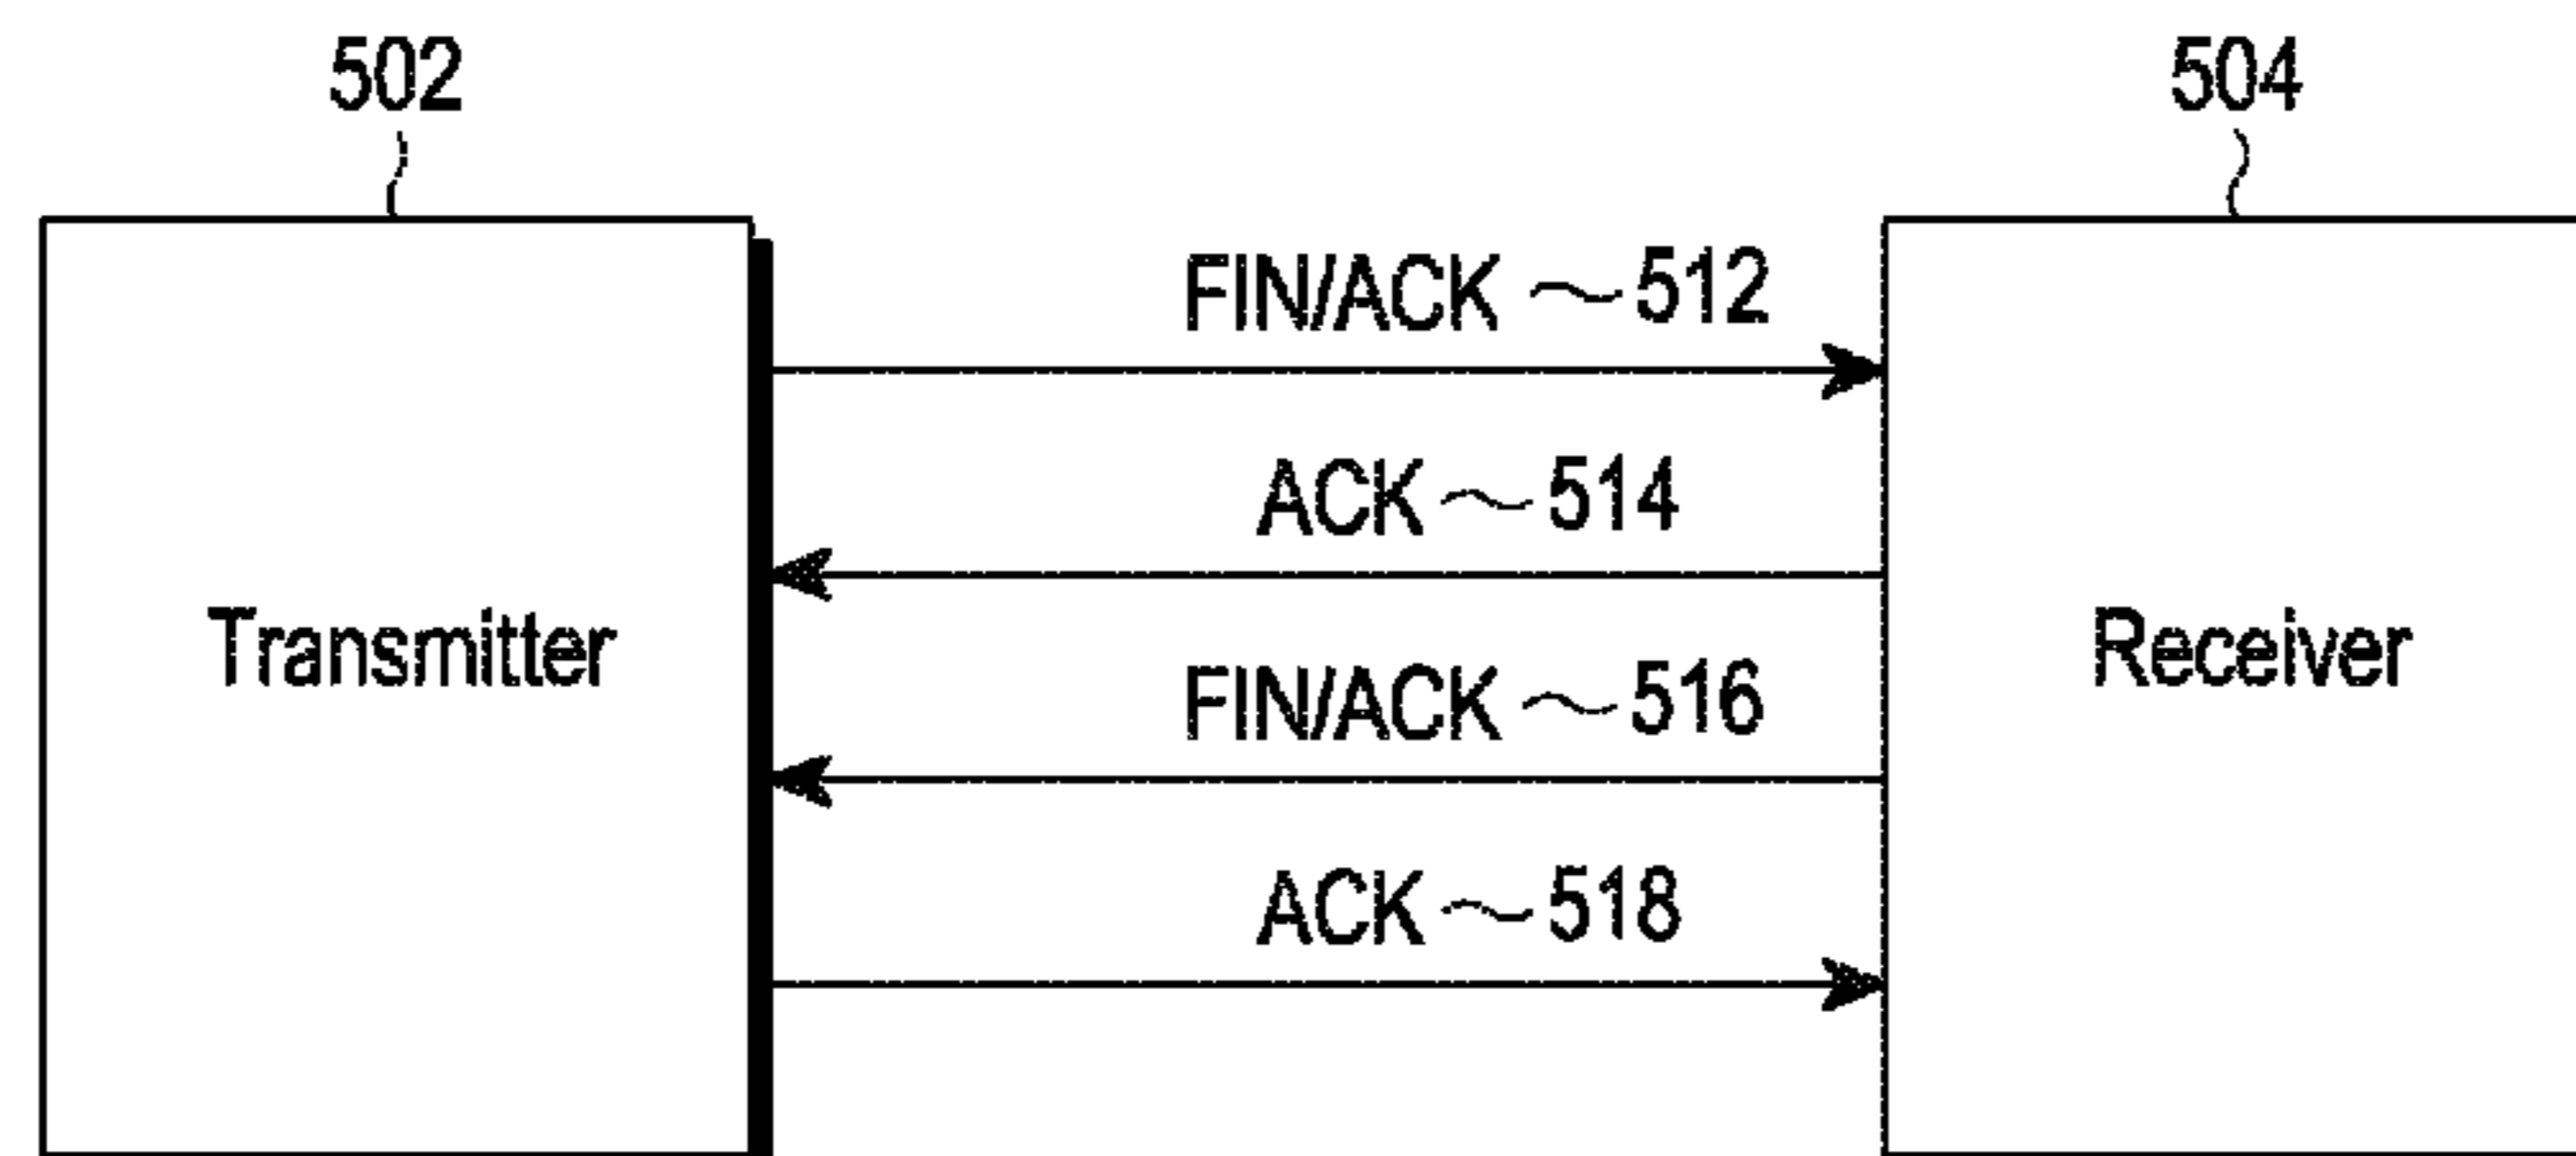 502
504
FIN/ACK ~ 512
ACK ~ 514
Transmitter
Receiver
FIN/ACK ~ 516
ACK ~ 518